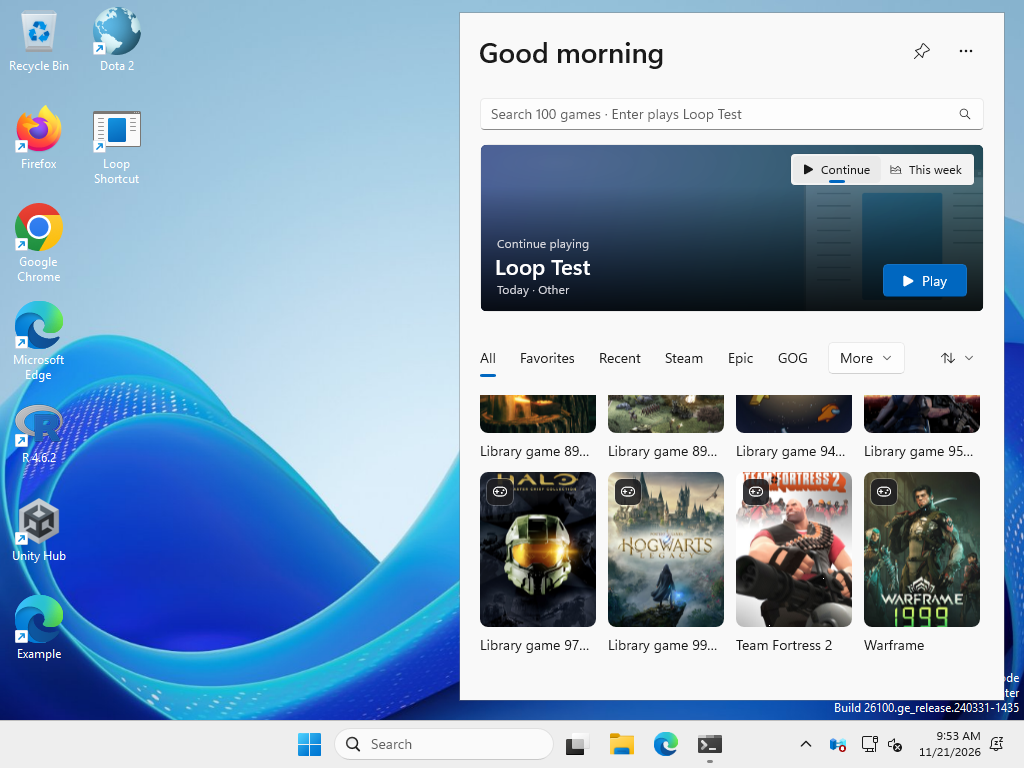 Recycle Bin
Dota 2
Firefox
Loop
Shortcut
Google
Chrome
Microsoft
Edge
R 4.6.2
Unity Hub
Example
Good morning
Search 100 games · Enter plays Loop Test
Continue
This week
Continue playing
Loop Test
Today · Other
Play
All
Favorites
Recent
Steam
Epic
GOG
More
Library game 89...
Library game 89...
Library game 94...
Library game 95...
HALO
TEAM FORTRESS 2
HOGWARTS
LEGACY
WARFRAME
1999
Library game 97...
Library game 99...
Team Fortress 2
Warframe
Build 26100.ge_release.240331-1435
Search
9:53 AM
11/21/2026